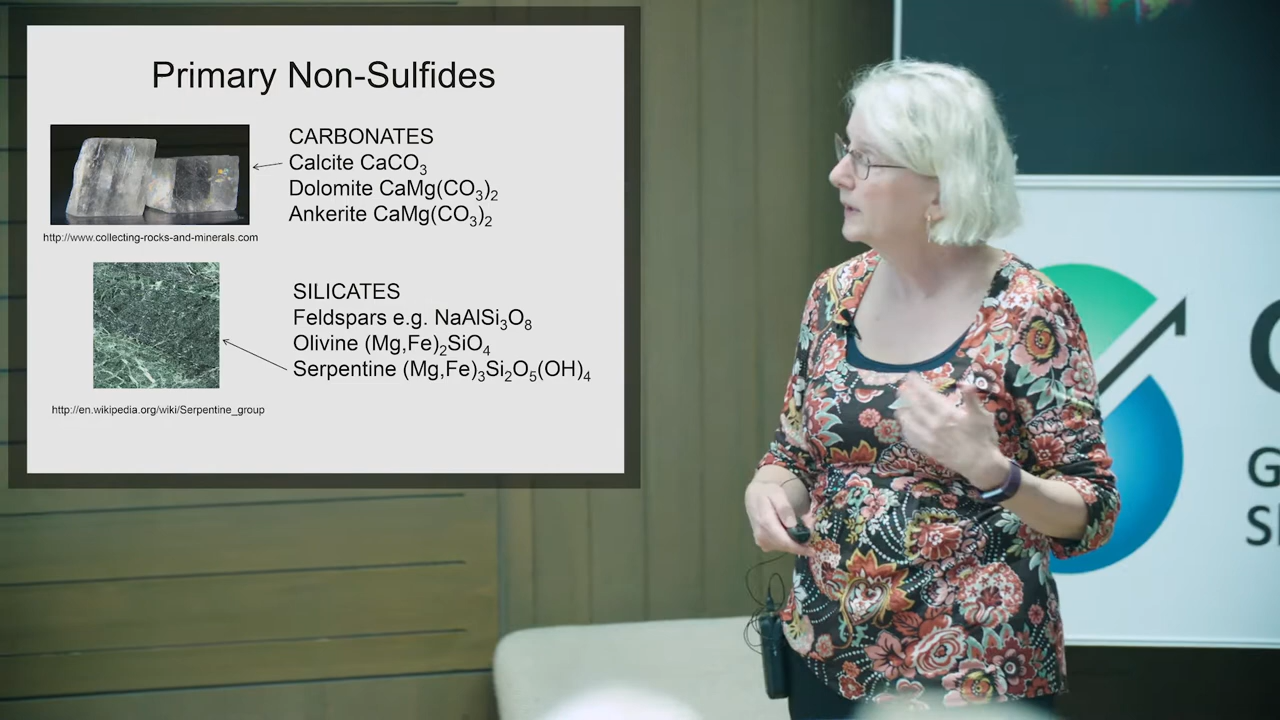 Primary Non-Sulfides
CARBONATES
Calcite CaCO₃
Dolomite CaMg(CO₃)₂
Ankerite CaMg(CO₃)₂
http://www.collecting-rocks-and-minerals.com
SILICATES
Feldspars e.g. NaAlSi₃O₈
Olivine (Mg,Fe)₂SiO₄
Serpentine (Mg,Fe)₃Si₂O₅(OH)₄
http://en.wikipedia.org/wiki/Serpentine_group
G